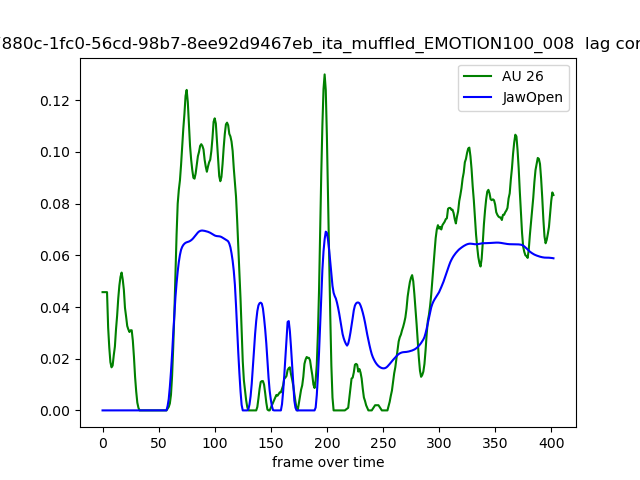 880c-1fc0-56cd-98b7-8ee92d9467eb_ita_muffled_EMOTION100_008 lag cor
AU 26
JawOpen
0.12
0.10
0.08
0.06
0.04
0.02
0.00
0 50 100 150 200 250 300 350 400
frame over time